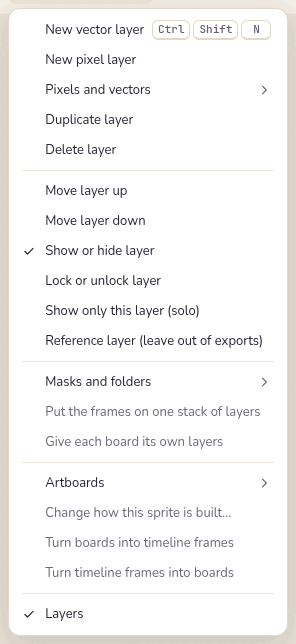 New vector layer Ctrl Shift N
New pixel layer
Pixels and vectors
Duplicate layer
Delete layer
Move layer up
Move layer down
Show or hide layer
Lock or unlock layer
Show only this layer (solo)
Reference layer (leave out of exports)
Masks and folders
Put the frames on one stack of layers
Give each board its own layers
Artboards
Change how this sprite is built...
Turn boards into timeline frames
Turn timeline frames into boards
Layers